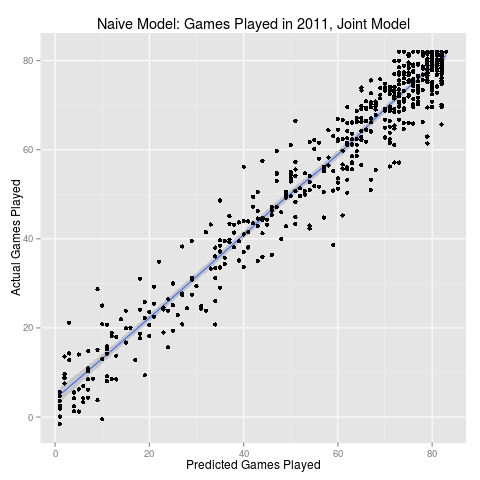 Naive Model: Games Played in 2011, Joint Model
Actual Games Played
80
60
40
20
0
0 20 40 60 80
Predicted Games Played